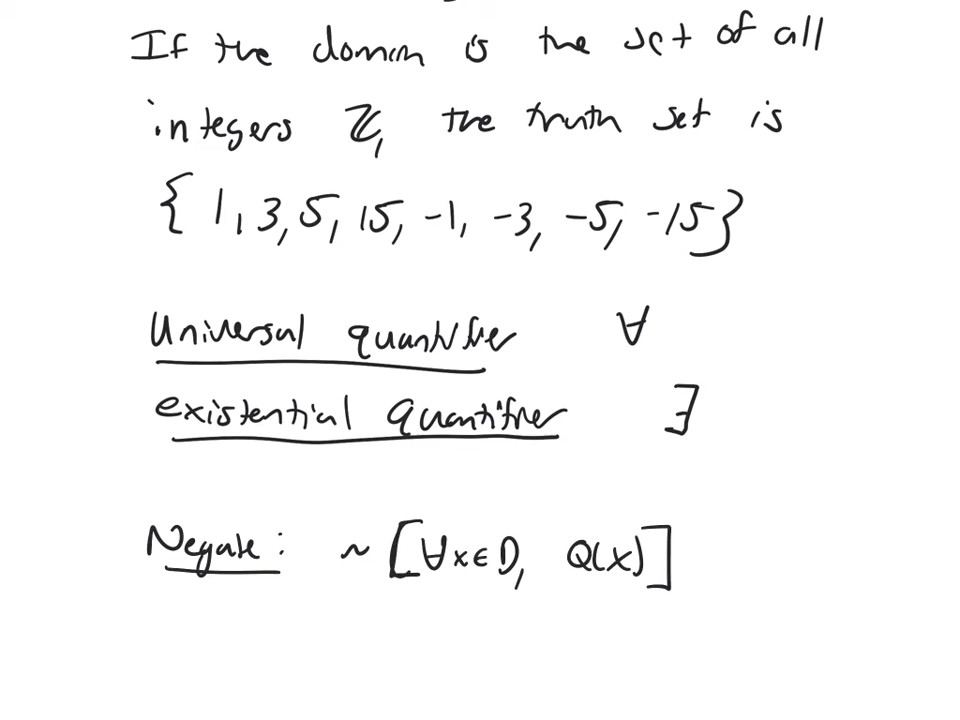 If the domain is the set of all
integers ℤ, the truth set is
{ 1, 3, 5, 15, -1, -3, -5, -15 }
Universal quantifier ∀
existential quantifier ∃
Negate: ~ [∀x∈D, Q(x)]